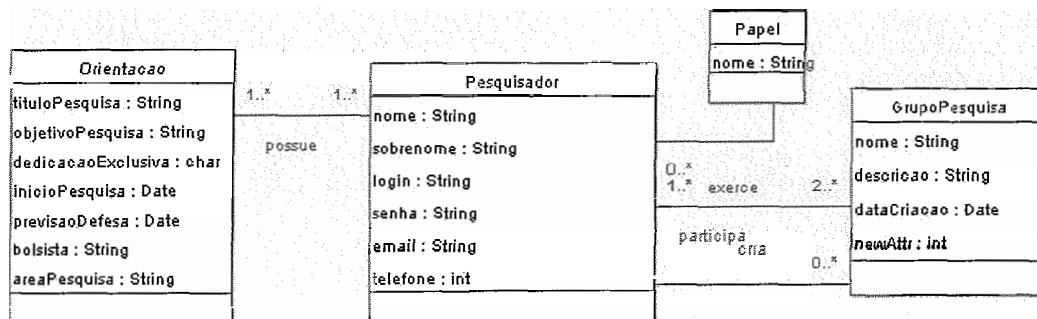 Orientacao
tituloPesquisa : String
objetivoPesquisa : String
dedicacaoExclusiva : char
inicioPesquisa : Date
previsaoDefesa : Date
bolsista : String
areaPesquisa : String
1..*
1..*
possue
Pesquisador
nome : String
sobrenome : String
login : String
senha : String
email : String
telefone : int
Papel
nome : String
0..*
1..*
exerce
2..*
participa
cria
0..*
GrupoPesquisa
nome : String
descricao : String
dataCriacao : Date
newAttr : int